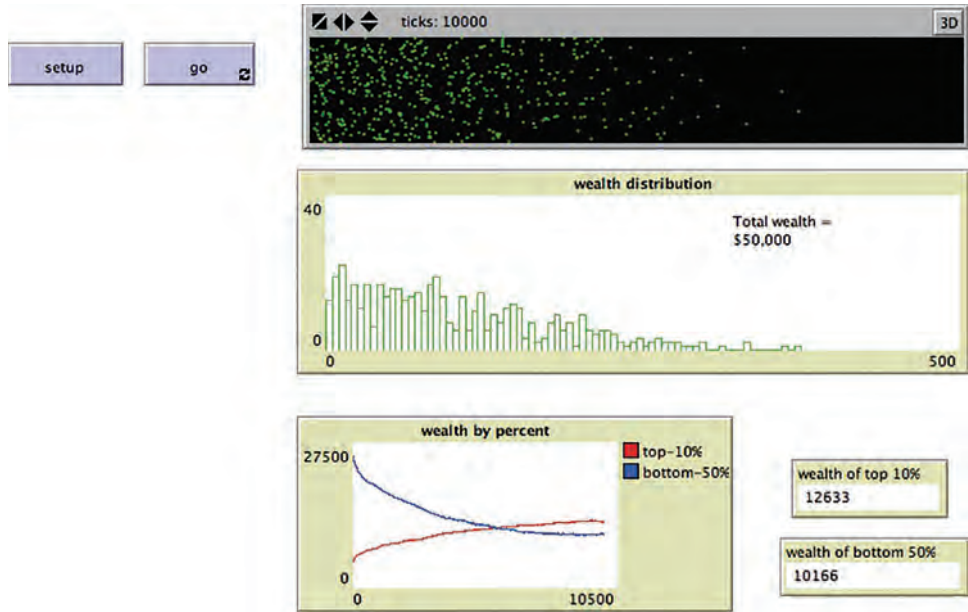 setup
go
ticks: 10000
3D
wealth distribution
40
Total wealth =
$50,000
0
0
500
wealth by percent
27500
top-10%
bottom-50%
0
0
10500
wealth of top 10%
12633
wealth of bottom 50%
10166